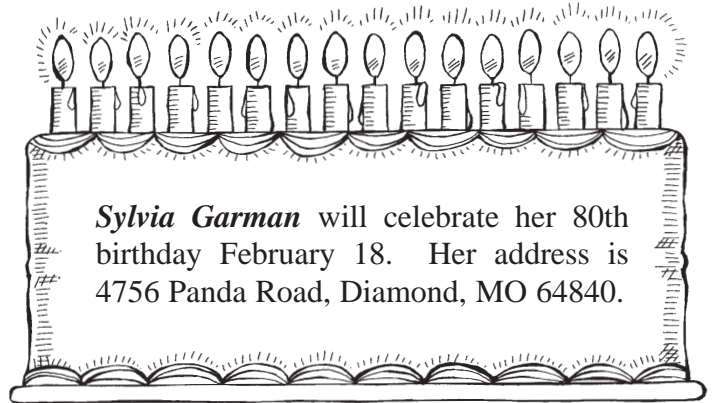 Sylvia Garman will celebrate her 80th
birthday February 18. Her address is
4756 Panda Road, Diamond, MO 64840.